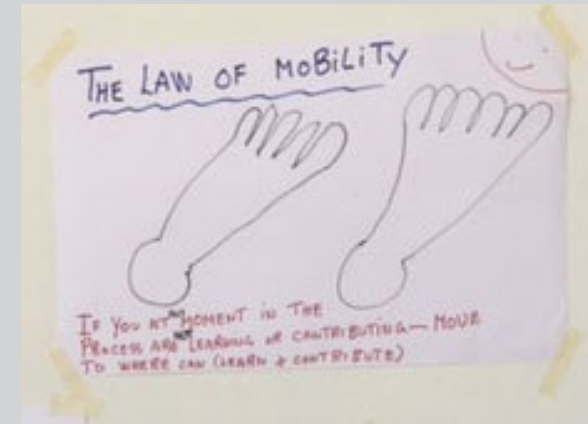 THE LAW OF MOBILITY
IF YOU AT ANY MOMENT IN THE
PROCESS ARE NOT LEARNING OR CONTRIBUTING — MOVE
TO WHERE CAN (LEARN & CONTRIBUTE)